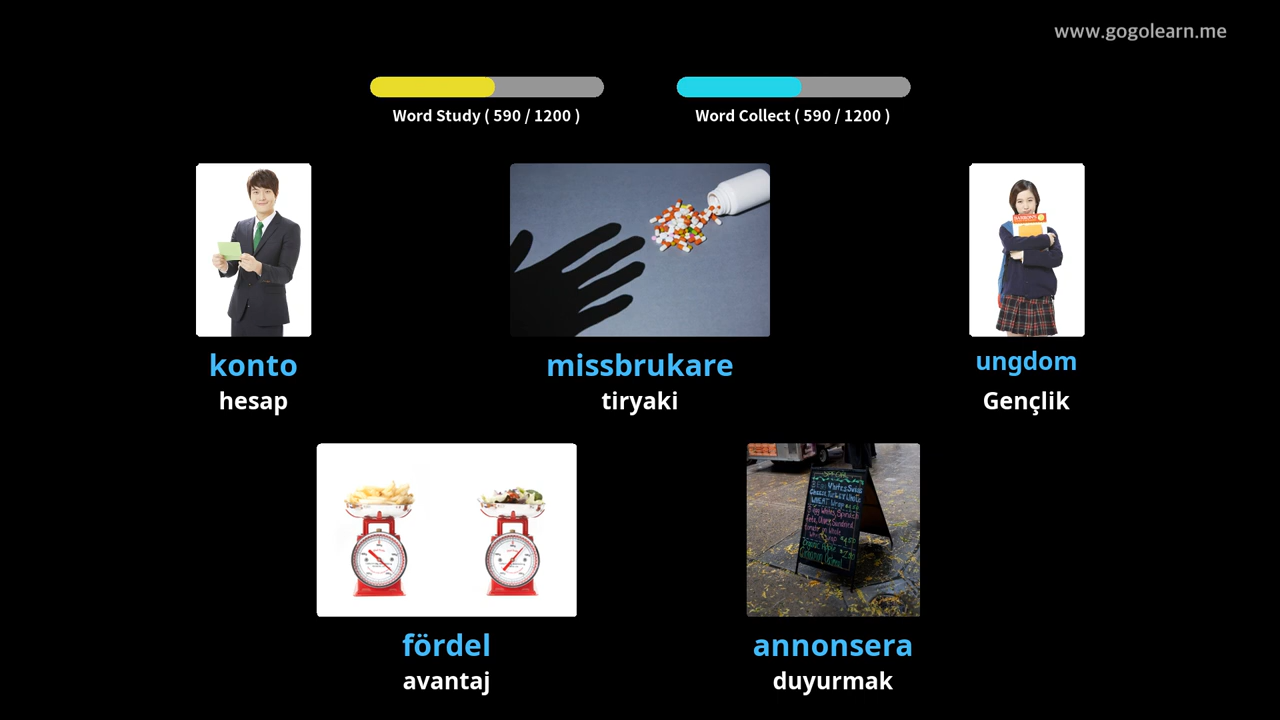 www.gogolearn.me
Word Study ( 590 / 1200 )
Word Collect ( 590 / 1200 )
konto
missbrukare
ungdom
hesap
tiryaki
Gençlik
fördel
annonsera
avantaj
duyurmak